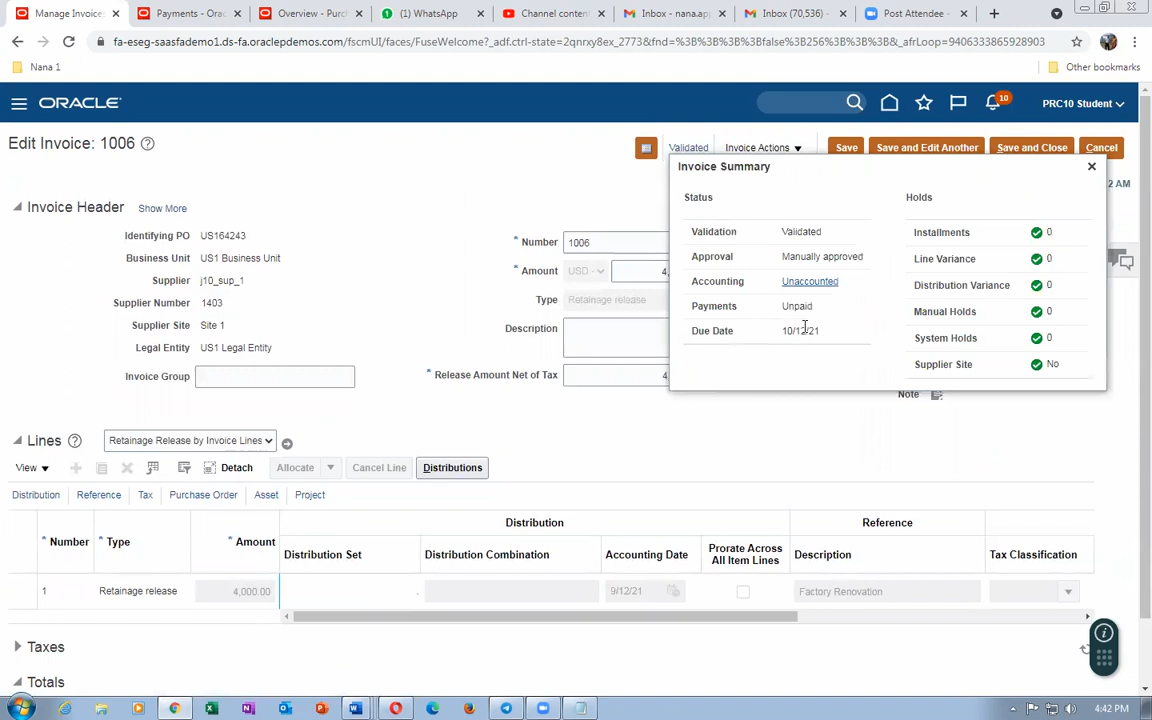 Manage Invoices
Payments - Orac
Overview - Purc
(1) WhatsApp
Channel content
Inbox - nana.ap
Inbox (70,536) -
Post Attendee -
fa-eseg-saasfademo1.ds-fa.oraclepdemos.com/fscmUI/faces/FuseWelcome?_adf.ctrl-state=2qnrxy8ex_2773&fnd=%3B%3B%3B%3Bfalse%3B256%3B%3B%3B&_afrLoop=9406333865928903
Nana 1
Other bookmarks
ORACLE
10
PRC10 Student
Edit Invoice: 1006
Validated
Invoice Actions
Save
Save and Edit Another
Save and Close
Cancel
2 AM
Invoice Header
Show More
Identifying PO US164243
Business Unit US1 Business Unit
Supplier j10_sup_1
Supplier Number 1403
Supplier Site Site 1
Legal Entity US1 Legal Entity
Invoice Group
* Number 1006
* Amount USD - 4,
Type Retainage release
Description
* Release Amount Net of Tax 4
Note
Invoice Summary
Status
Validation Validated
Approval Manually approved
Accounting Unaccounted
Payments Unpaid
Due Date 10/12/21
Holds
Installments 0
Line Variance 0
Distribution Variance 0
Manual Holds 0
System Holds 0
Supplier Site No
Lines
Retainage Release by Invoice Lines
View
Detach
Allocate
Cancel Line
Distributions
Distribution
Reference
Tax
Purchase Order
Asset
Project
Distribution
Reference
* Number
* Type
* Amount
Distribution Set
Distribution Combination
Accounting Date
Prorate Across All Item Lines
Description
Tax Classification
1 Retainage release 4,000.00 9/12/21 Factory Renovation
Taxes
Totals
4:42 PM